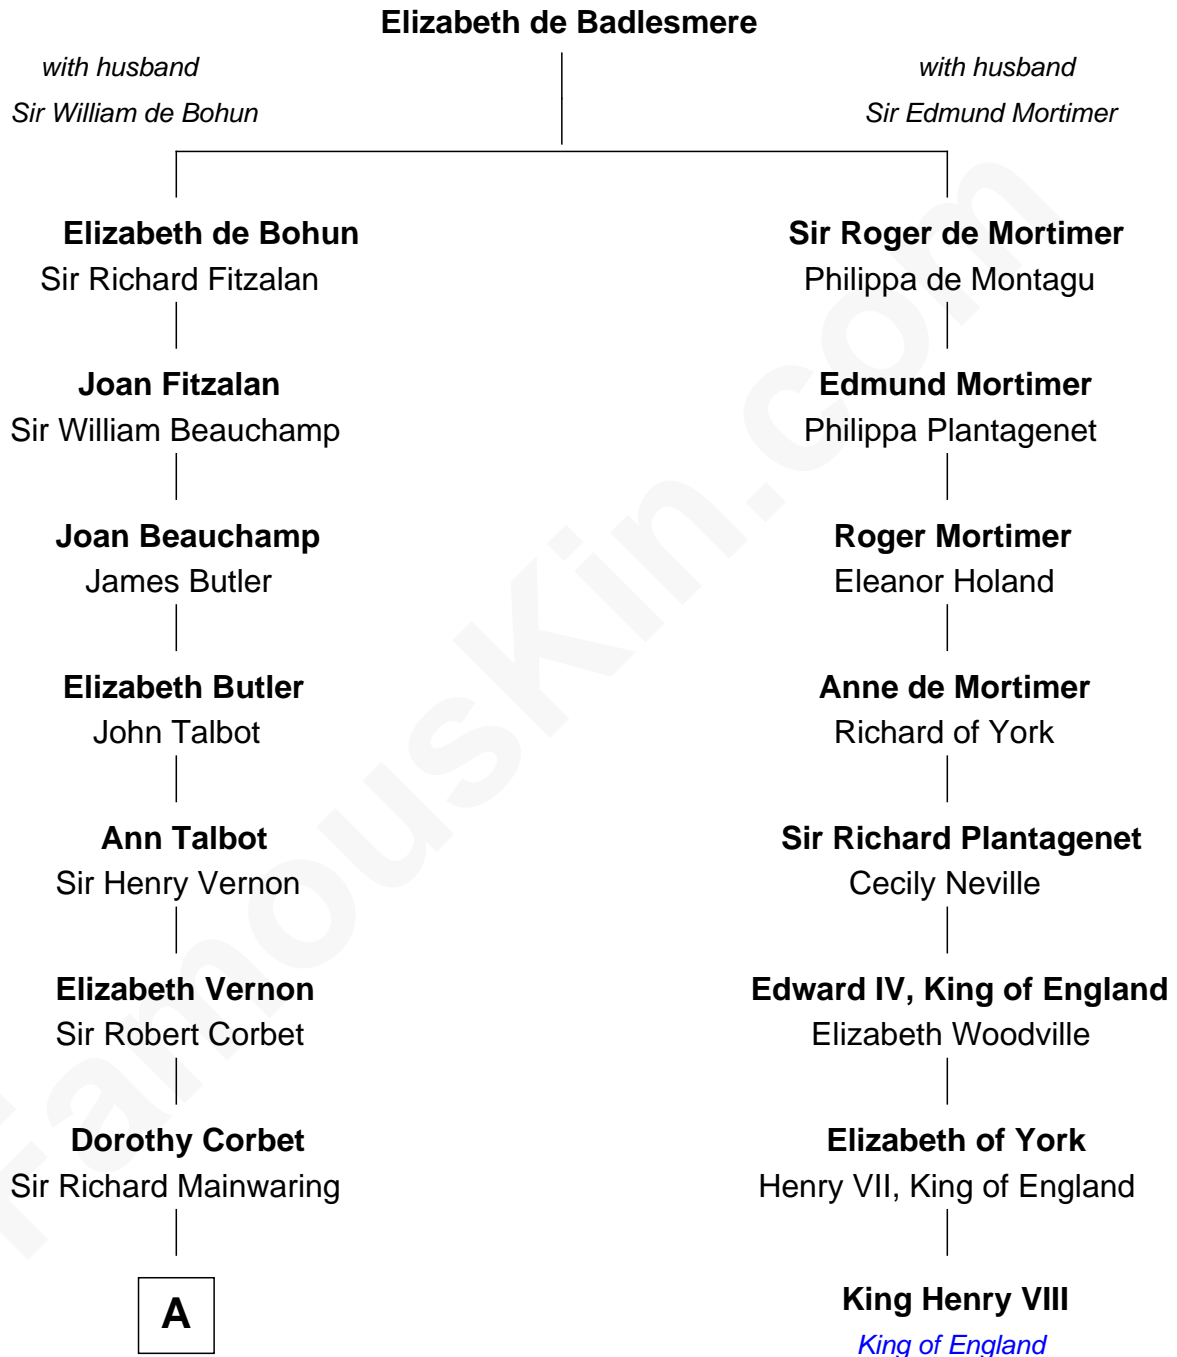 Elizabeth de Badlesmere
with husband
Sir William de Bohun
with husband
Sir Edmund Mortimer
Elizabeth de Bohun
Sir Richard Fitzalan
Sir Roger de Mortimer
Philippa de Montagu
Joan Fitzalan
Sir William Beauchamp
Edmund Mortimer
Philippa Plantagenet
Joan Beauchamp
James Butler
Roger Mortimer
Eleanor Holand
Elizabeth Butler
John Talbot
Anne de Mortimer
Richard of York
Ann Talbot
Sir Henry Vernon
Sir Richard Plantagenet
Cecily Neville
Elizabeth Vernon
Sir Robert Corbet
Edward IV, King of England
Elizabeth Woodville
Dorothy Corbet
Sir Richard Mainwaring
Elizabeth of York
Henry VII, King of England
A
King Henry VIII
King of England
FamousKin.com